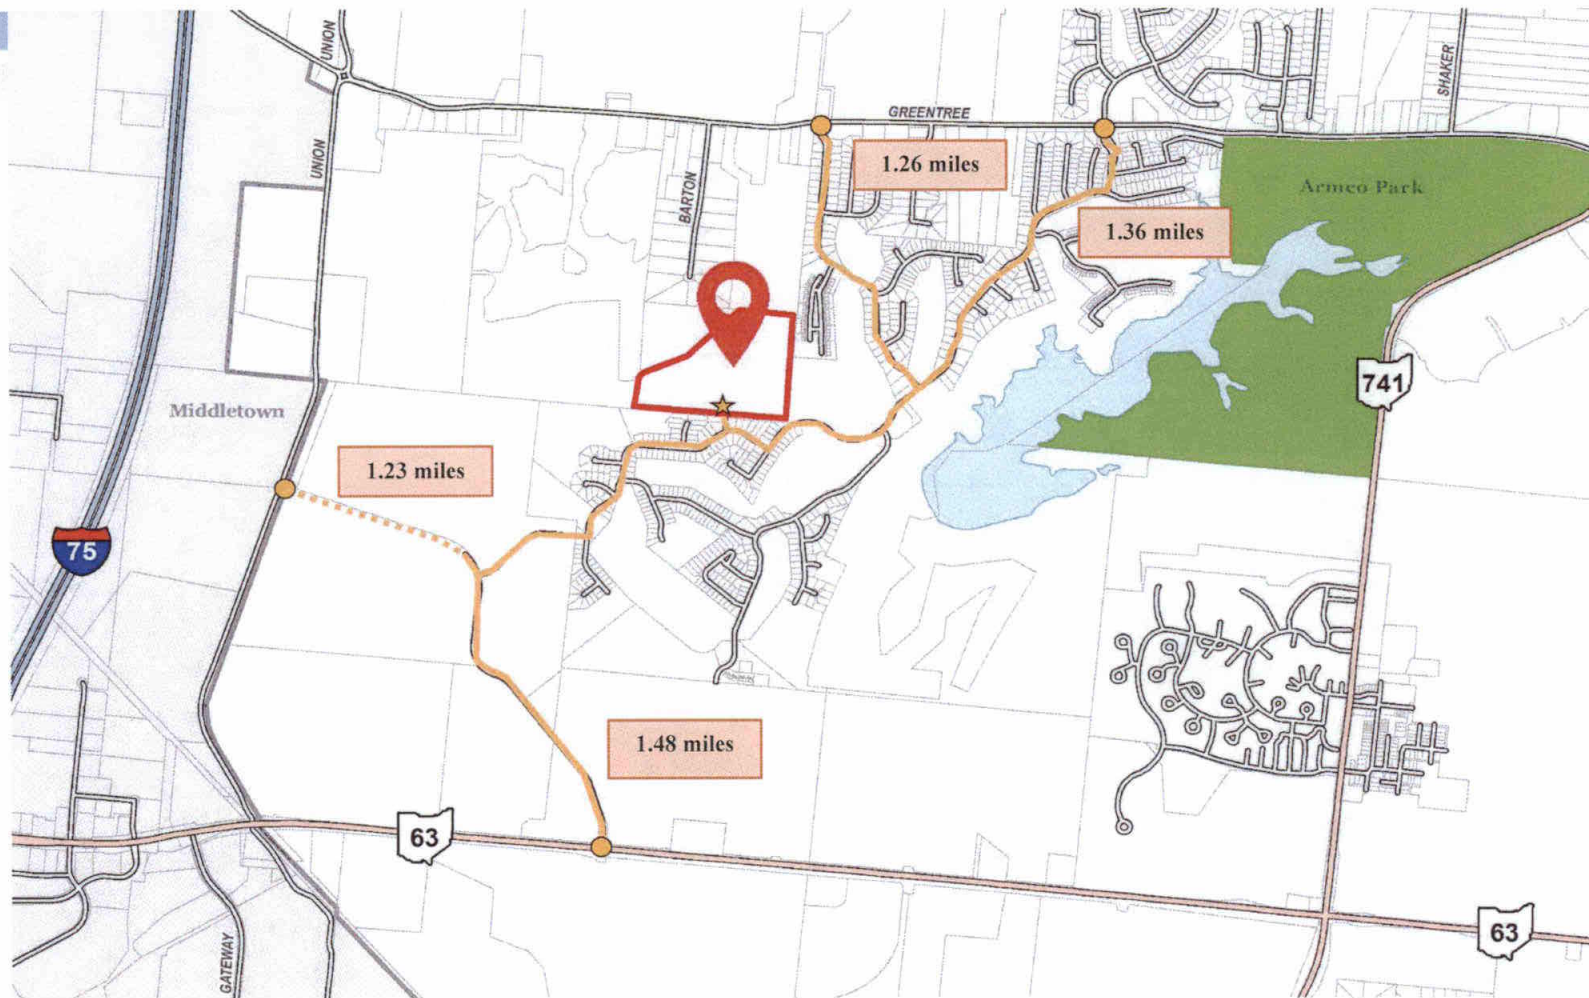 UNION
SHAKER
GREENTREE
UNION
1.26 miles
Armco Park
BARTON
1.36 miles
741
Middletown
1.23 miles
75
1.48 miles
63
63
GATEWAY